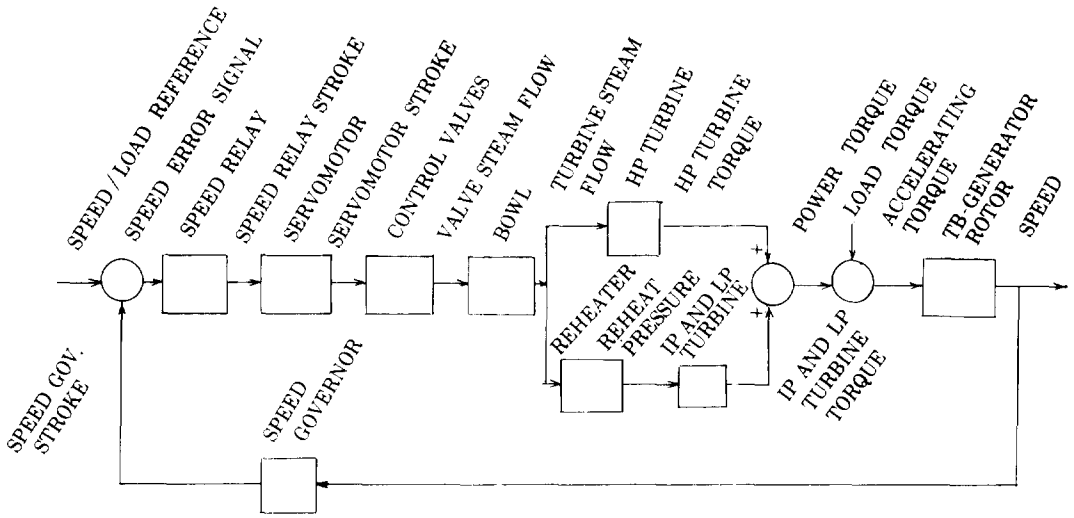 SPEED / LOAD REFERENCE
SPEED ERROR SIGNAL
SPEED RELAY
SPEED RELAY STROKE
SERVOMOTOR
SERVOMOTOR STROKE
CONTROL VALVES
VALVE STEAM FLOW
BOWL
TURBINE STEAM
FLOW
HP TURBINE
HP TURBINE
TORQUE
POWER TORQUE
LOAD TORQUE
ACCELERATING
TORQUE
TB-GENERATOR
ROTOR
SPEED
+
+
REHEATER
REHEAT
PRESSURE
IP AND LP
TURBINE
IP AND LP
TURBINE
TORQUE
SPEED GOV.
STROKE
SPEED
GOVERNOR